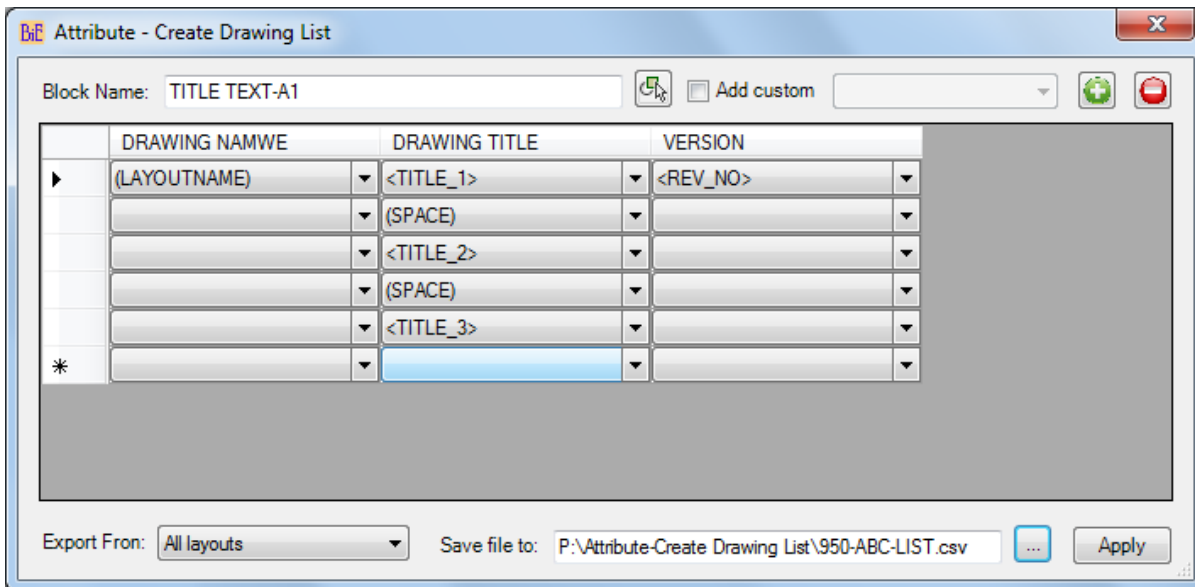 BiE Attribute - Create Drawing List
Block Name: TITLE TEXT-A1 Add custom
DRAWING NAMWE DRAWING TITLE VERSION
(LAYOUTNAME) <TITLE_1> <REV_NO>
(SPACE)
<TITLE_2>
(SPACE)
<TITLE_3>
Export Fron: All layouts Save file to: P:\Attribute-Create Drawing List\950-ABC-LIST.csv ... Apply